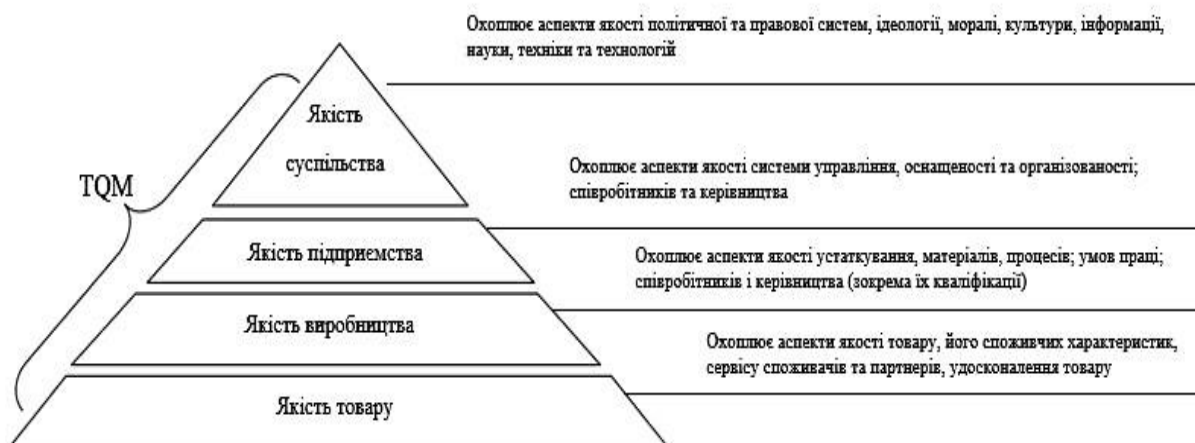 Охоплює аспекти якості політичної та правової систем, ідеології, моралі, культури, інформації,
науки, техніки та технологій
Якість
суспільства
Охоплює аспекти якості системи управління, оснащеності та організованості;
співробітників та керівництва
TQM
Якість підприємства
Охоплює аспекти якості устаткування, матеріалів, процесів; умов праці;
співробітників і керівництва (зокрема їх кваліфікації)
Якість виробництва
Охоплює аспекти якості товару, його споживчих характеристик,
сервісу споживачів та партнерів, удосконалення товару
Якість товару